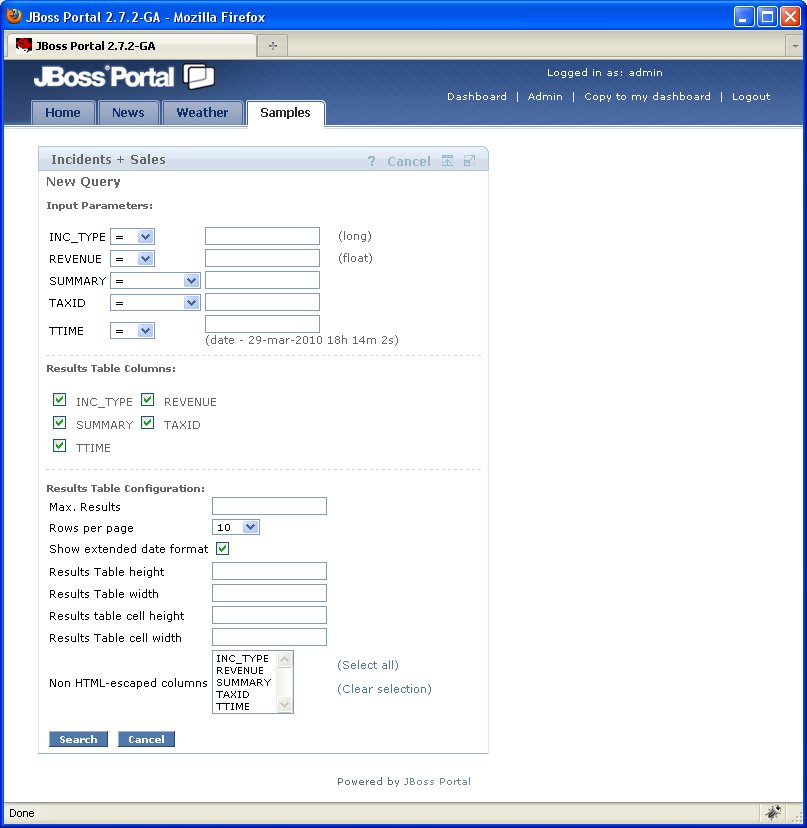 JBoss Portal 2.7.2-GA - Mozilla Firefox
JBoss Portal 2.7.2-GA
JBoss Portal
Logged in as: admin
Dashboard | Admin | Copy to my dashboard | Logout
Home News Weather Samples
Incidents + Sales ? Cancel
New Query
Input Parameters:
INC_TYPE = (long)
REVENUE = (float)
SUMMARY =
TAXID =
TTIME =
(date - 29-mar-2010 18h 14m 2s)
Results Table Columns:
INC_TYPE REVENUE
SUMMARY TAXID
TTIME
Results Table Configuration:
Max. Results
Rows per page 10
Show extended date format
Results Table height
Results Table width
Results table cell height
Results Table cell width
Non HTML-escaped columns
INC_TYPE
REVENUE
SUMMARY
TAXID
TTIME
(Select all)
(Clear selection)
Search Cancel
Powered by JBoss Portal
Done